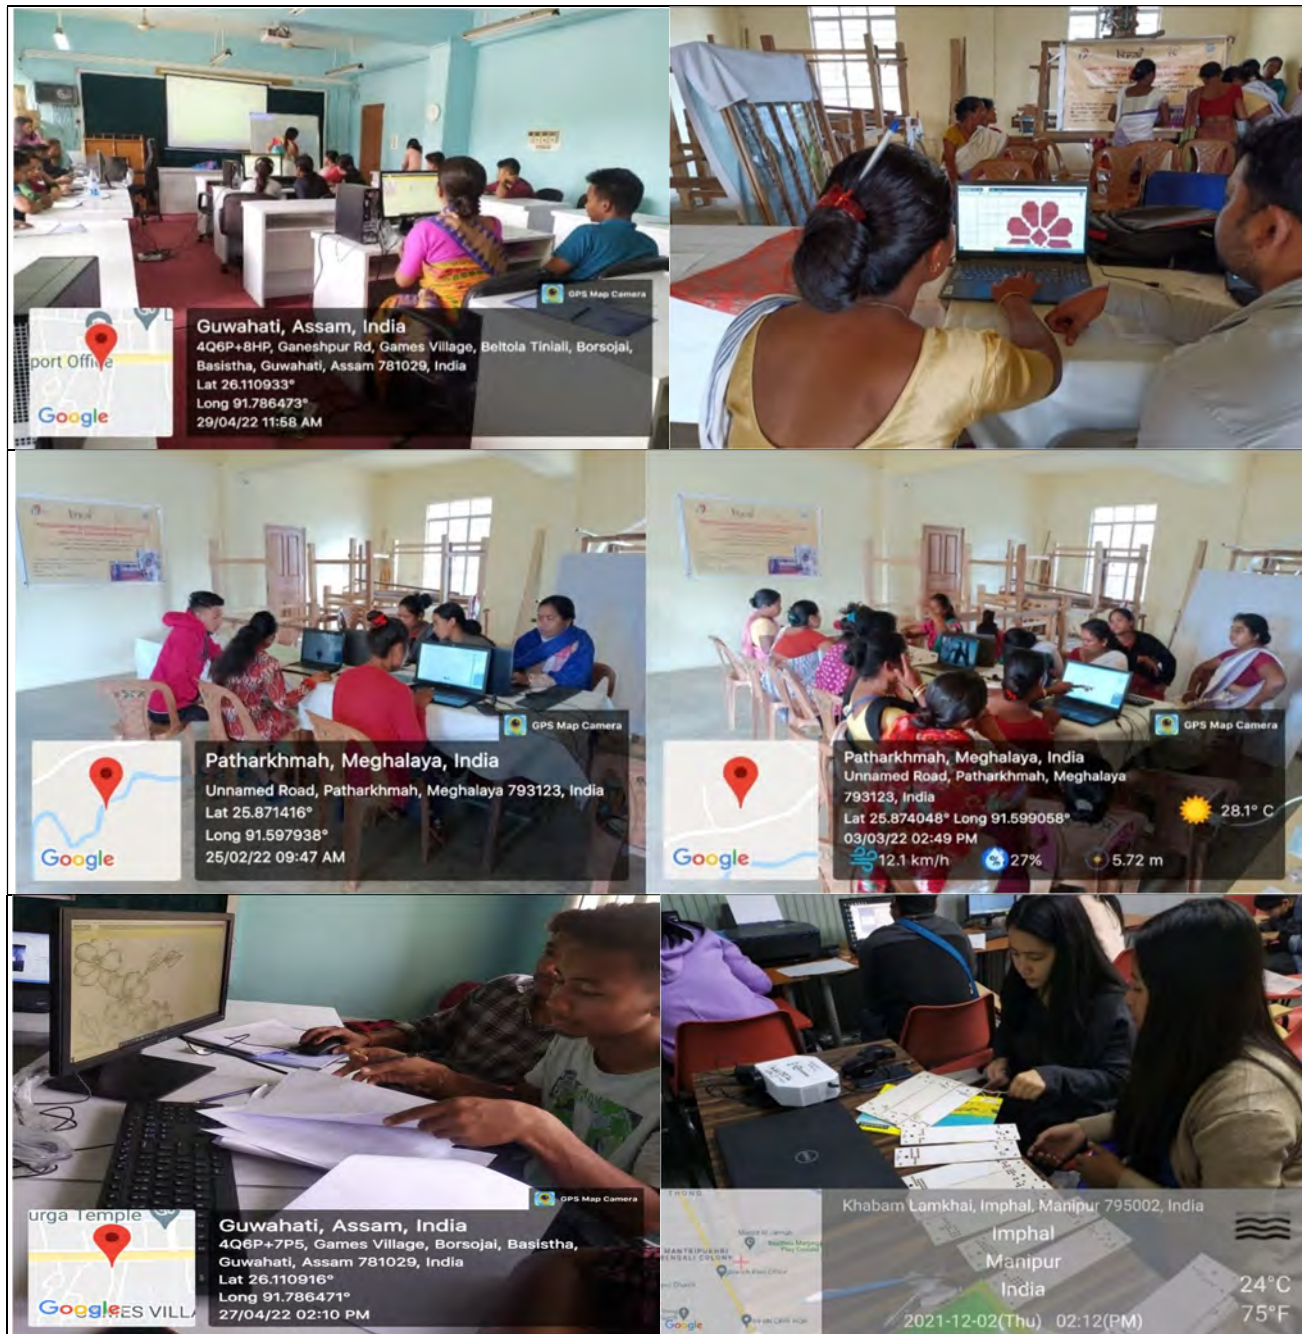 GPS Map Camera
port Office
Google
Guwahati, Assam, India
4Q6P+8HP, Ganeshpur Rd, Games Village, Beltola Tiniali, Borsojai,
Basistha, Guwahati, Assam 781029, India
Lat 26.110933°
Long 91.786473°
29/04/22 11:58 AM
GPS Map Camera
Google
Patharkhmah, Meghalaya, India
Unnamed Road, Patharkhmah, Meghalaya 793123, India
Lat 25.871416°
Long 91.597938°
25/02/22 09:47 AM
GPS Map Camera
Google
Patharkhmah, Meghalaya, India
Unnamed Road, Patharkhmah, Meghalaya
793123, India
Lat 25.874048° Long 91.599058°
03/03/22 02:49 PM
28.1° C
12.1 km/h
27%
5.72 m
GPS Map Camera
urga Temple
Google
GAMES VILLA
Guwahati, Assam, India
4Q6P+7P5, Games Village, Borsojai, Basistha,
Guwahati, Assam 781029, India
Lat 26.110916°
Long 91.786471°
27/04/22 02:10 PM
DELL
THONG
MANTRIPUKHRI
BENGALI COLONY
Google
Khabam Lamkhai, Imphal, Manipur 795002, India
Imphal
Manipur
India
2021-12-02(Thu) 02:12(PM)
24°C
75°F